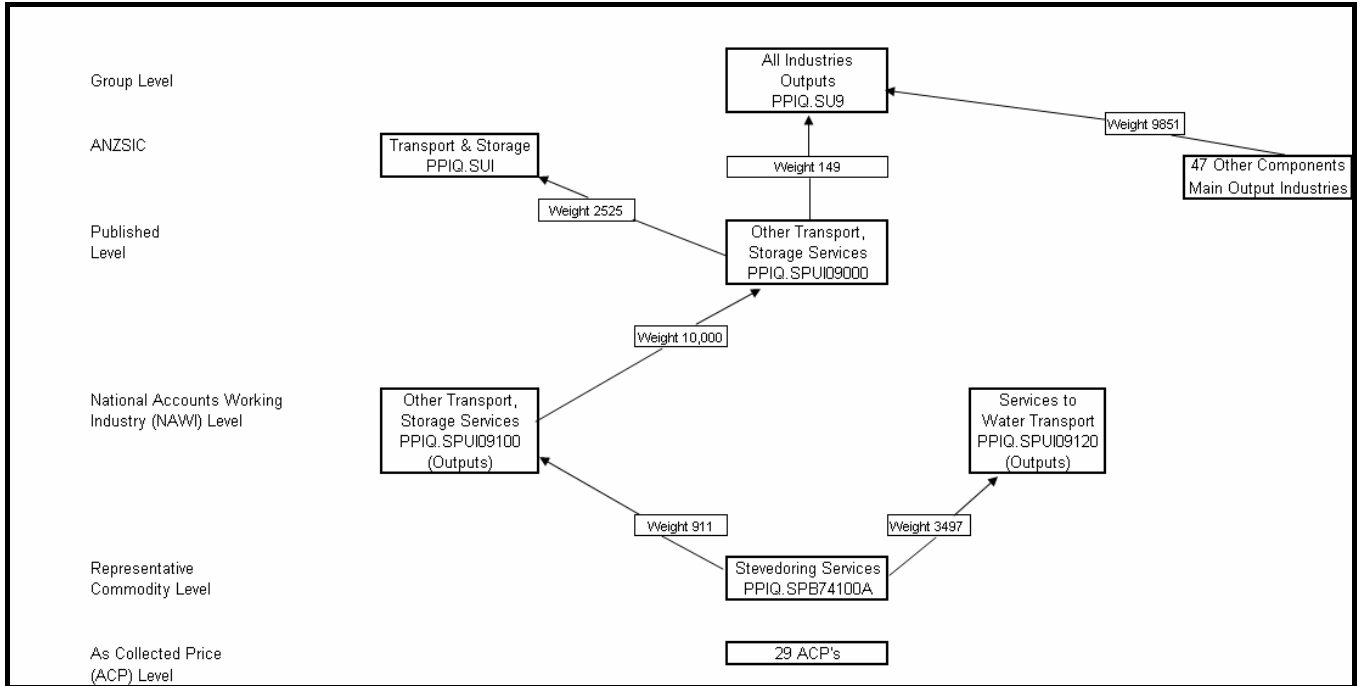 All Industries
Outputs
PPIQ.SU9
Group Level
Weight 9851
ANZSIC
Transport & Storage
PPIQ.SUI
Weight 149
47 Other Components
Main Output Industries
Weight 2525
Published
Level
Other Transport,
Storage Services
PPIQ.SPUI09000
Weight 10,000
National Accounts Working
Industry (NAWI) Level
Other Transport,
Storage Services
PPIQ.SPUI09100
(Outputs)
Services to
Water Transport
PPIQ.SPUI09120
(Outputs)
Weight 911
Weight 3497
Representative
Commodity Level
Stevedoring Services
PPIQ.SPB74100A
As Collected Price
(ACP) Level
29 ACP's